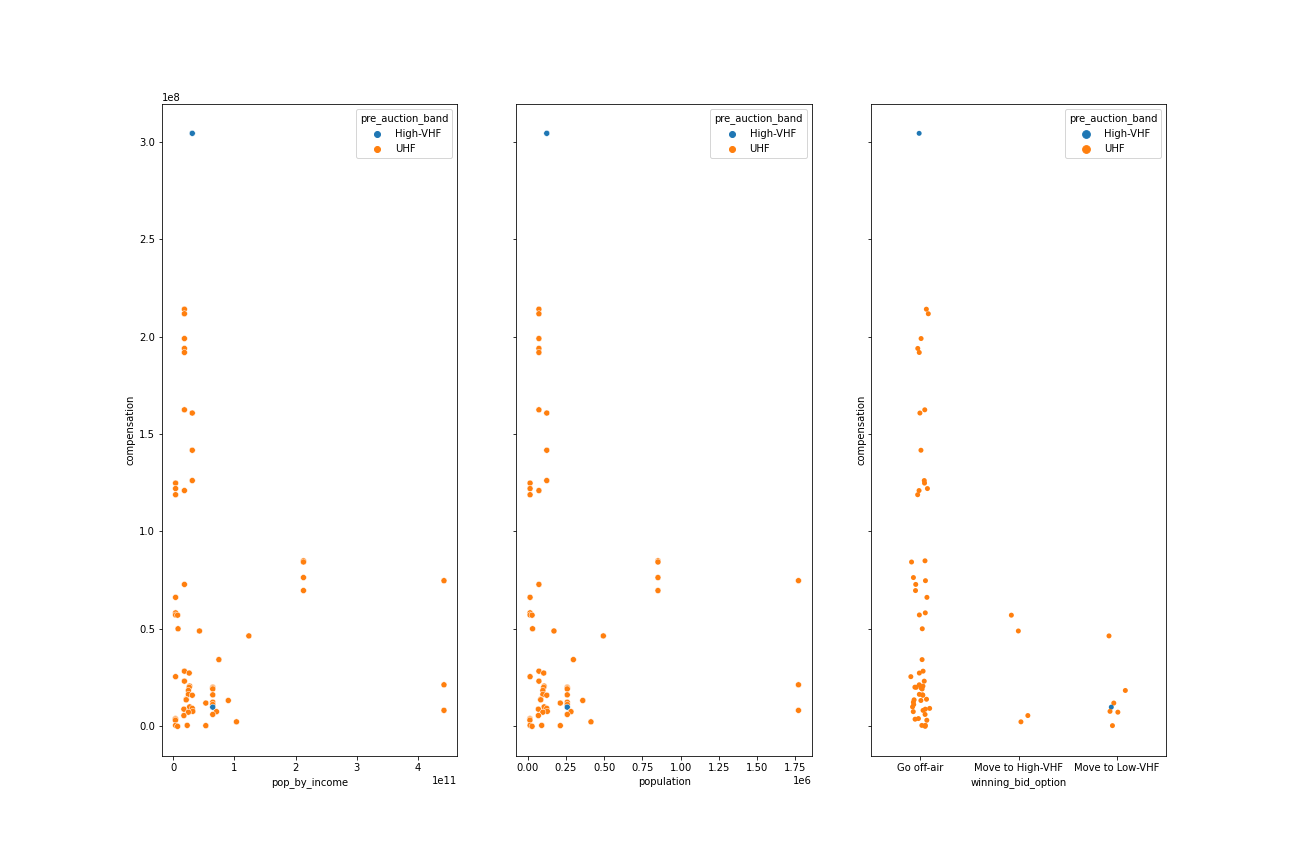 1e8
3.0
2.5
2.0
1.5
1.0
0.5
0.0
compensation
pre_auction_band
High-VHF
UHF
0 1 2 3 4
1e11
pop_by_income
pre_auction_band
High-VHF
UHF
0.00 0.25 0.50 0.75 1.00 1.25 1.50 1.75
1e6
population
compensation
pre_auction_band
High-VHF
UHF
Go off-air Move to High-VHF Move to Low-VHF
winning_bid_option